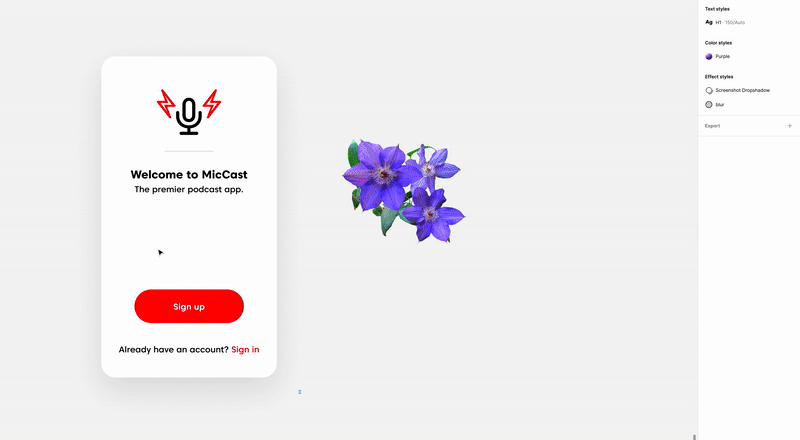 Welcome to MicCast
The premier podcast app.
Sign up
Already have an account? Sign in
Text styles
Ag H1 · 150/Auto
Color styles
Purple
Effect styles
Screenshot Dropshadow
blur
Export